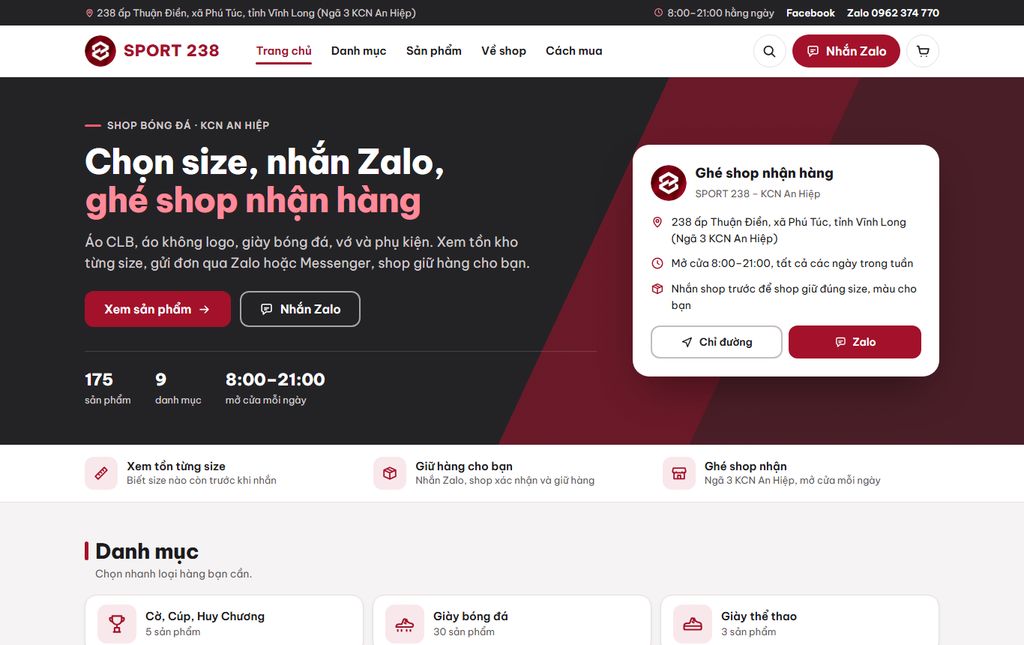 238 ấp Thuận Điền, xã Phú Túc, tỉnh Vĩnh Long (Ngã 3 KCN An Hiệp)
8:00–21:00 hằng ngày Facebook Zalo 0962 374 770
SPORT 238 Trang chủ Danh mục Sản phẩm Về shop Cách mua Nhắn Zalo
SHOP BÓNG ĐÁ · KCN AN HIỆP
Chọn size, nhắn Zalo,
ghé shop nhận hàng
Áo CLB, áo không logo, giày bóng đá, vớ và phụ kiện. Xem tồn kho
từng size, gửi đơn qua Zalo hoặc Messenger, shop giữ hàng cho bạn.
Xem sản phẩm → Nhắn Zalo
175 9 8:00–21:00
sản phẩm danh mục mở cửa mỗi ngày
Ghé shop nhận hàng
SPORT 238 – KCN An Hiệp
238 ấp Thuận Điền, xã Phú Túc, tỉnh Vĩnh Long
(Ngã 3 KCN An Hiệp)
Mở cửa 8:00–21:00, tất cả các ngày trong tuần
Nhắn shop trước để shop giữ đúng size, màu cho
bạn
Chỉ đường Zalo
Xem tồn từng size
Biết size nào còn trước khi nhắn
Giữ hàng cho bạn
Nhắn Zalo, shop xác nhận và giữ hàng
Ghé shop nhận
Ngã 3 KCN An Hiệp, mở cửa mỗi ngày
Danh mục
Chọn nhanh loại hàng bạn cần.
Cờ, Cúp, Huy Chương
5 sản phẩm
Giày bóng đá
30 sản phẩm
Giày thể thao
3 sản phẩm